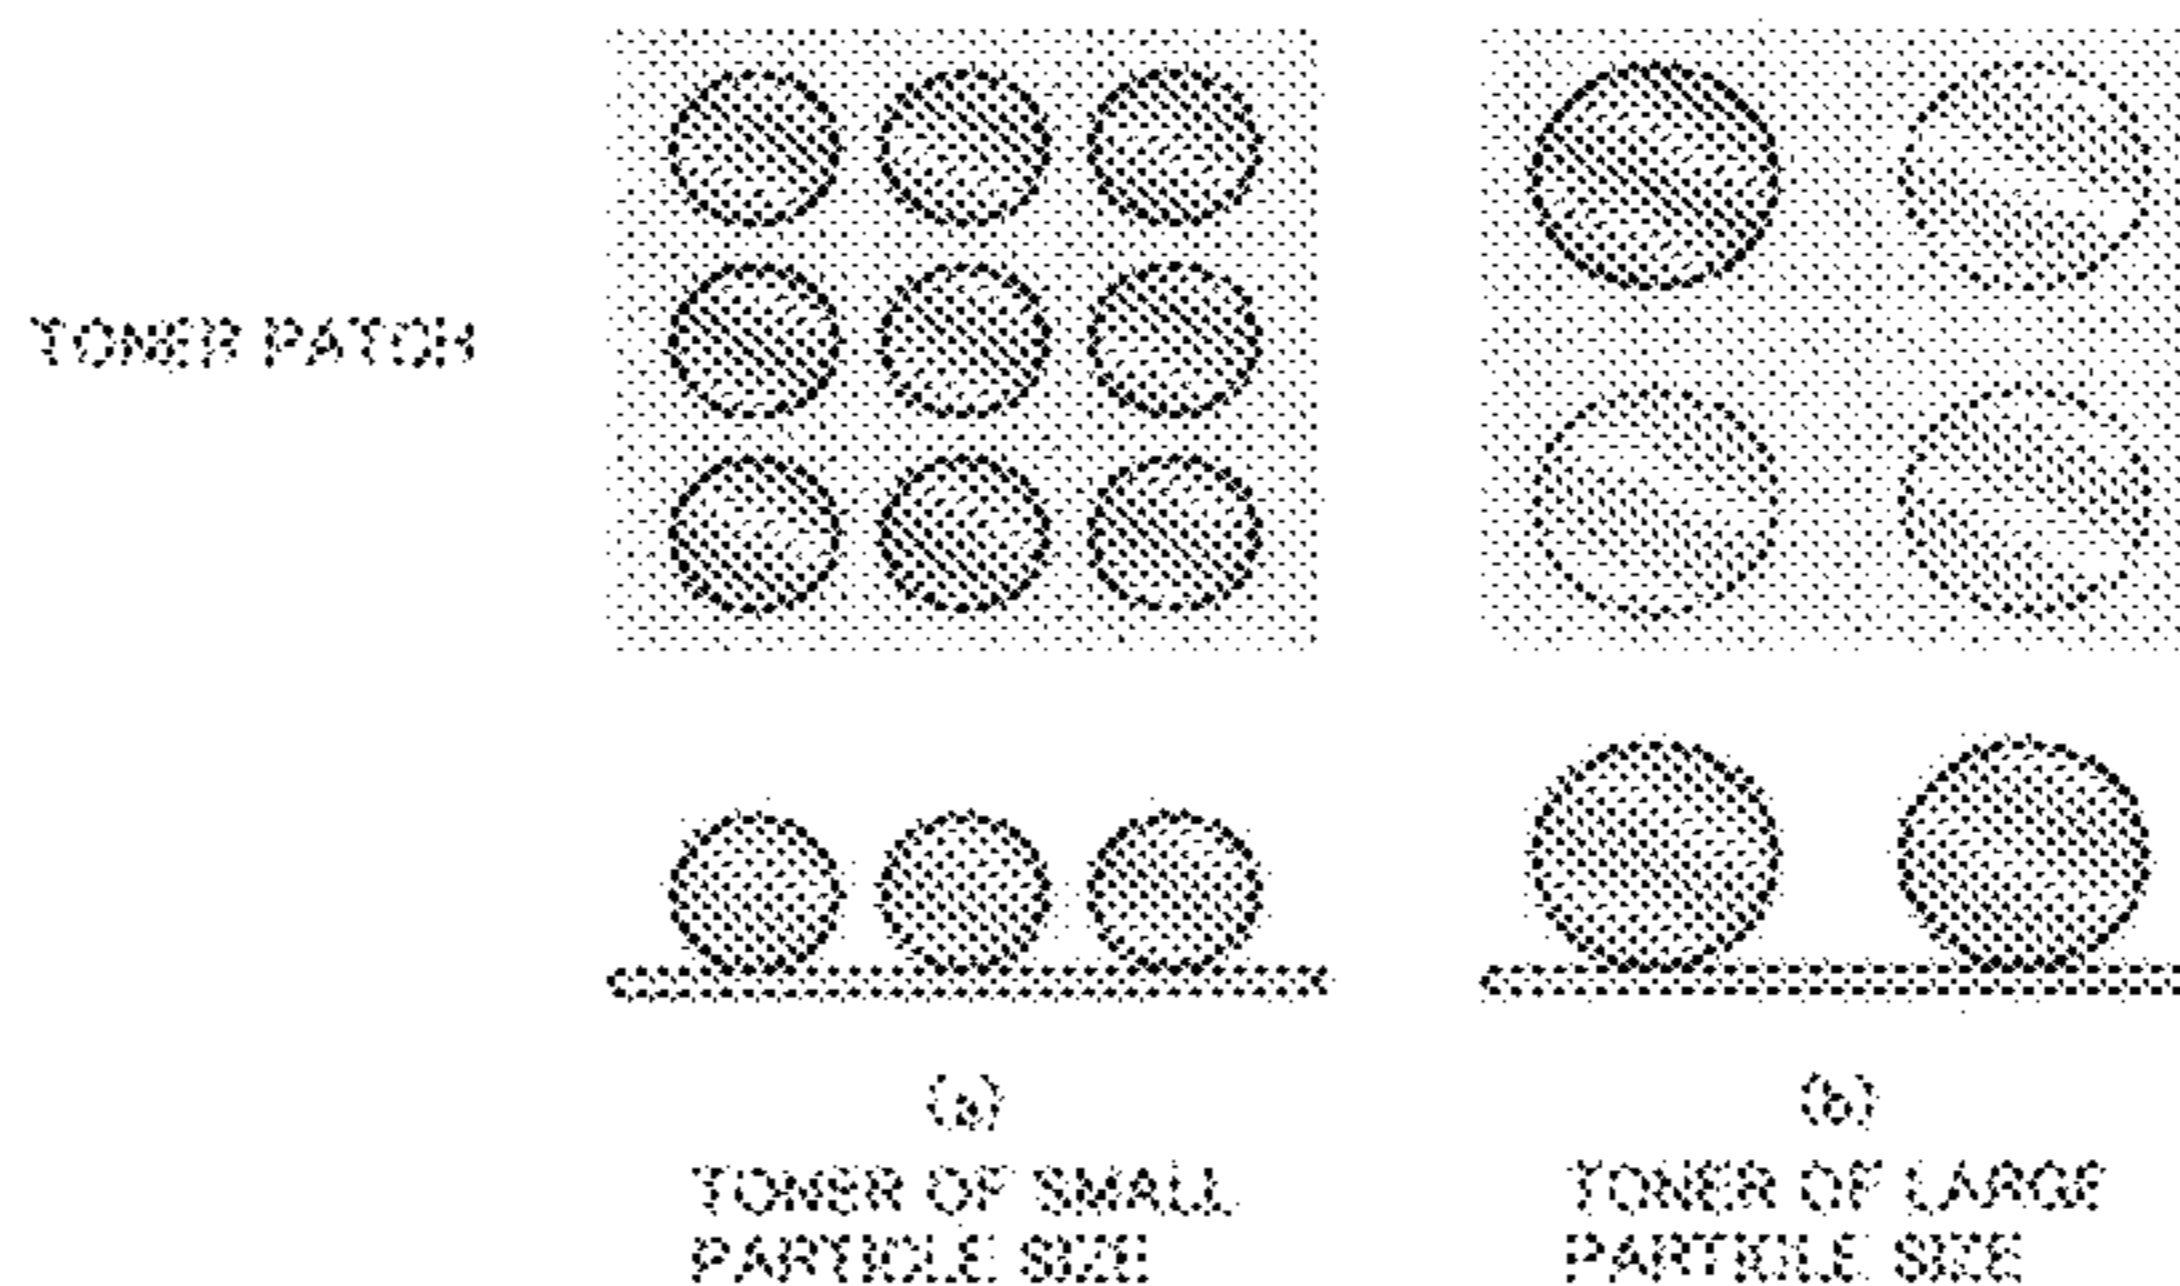 TONER PATCH
(a)
(b)
TONER OF SMALL
PARTICLE SIZE
TONER OF LARGE
PARTICLE SIZE